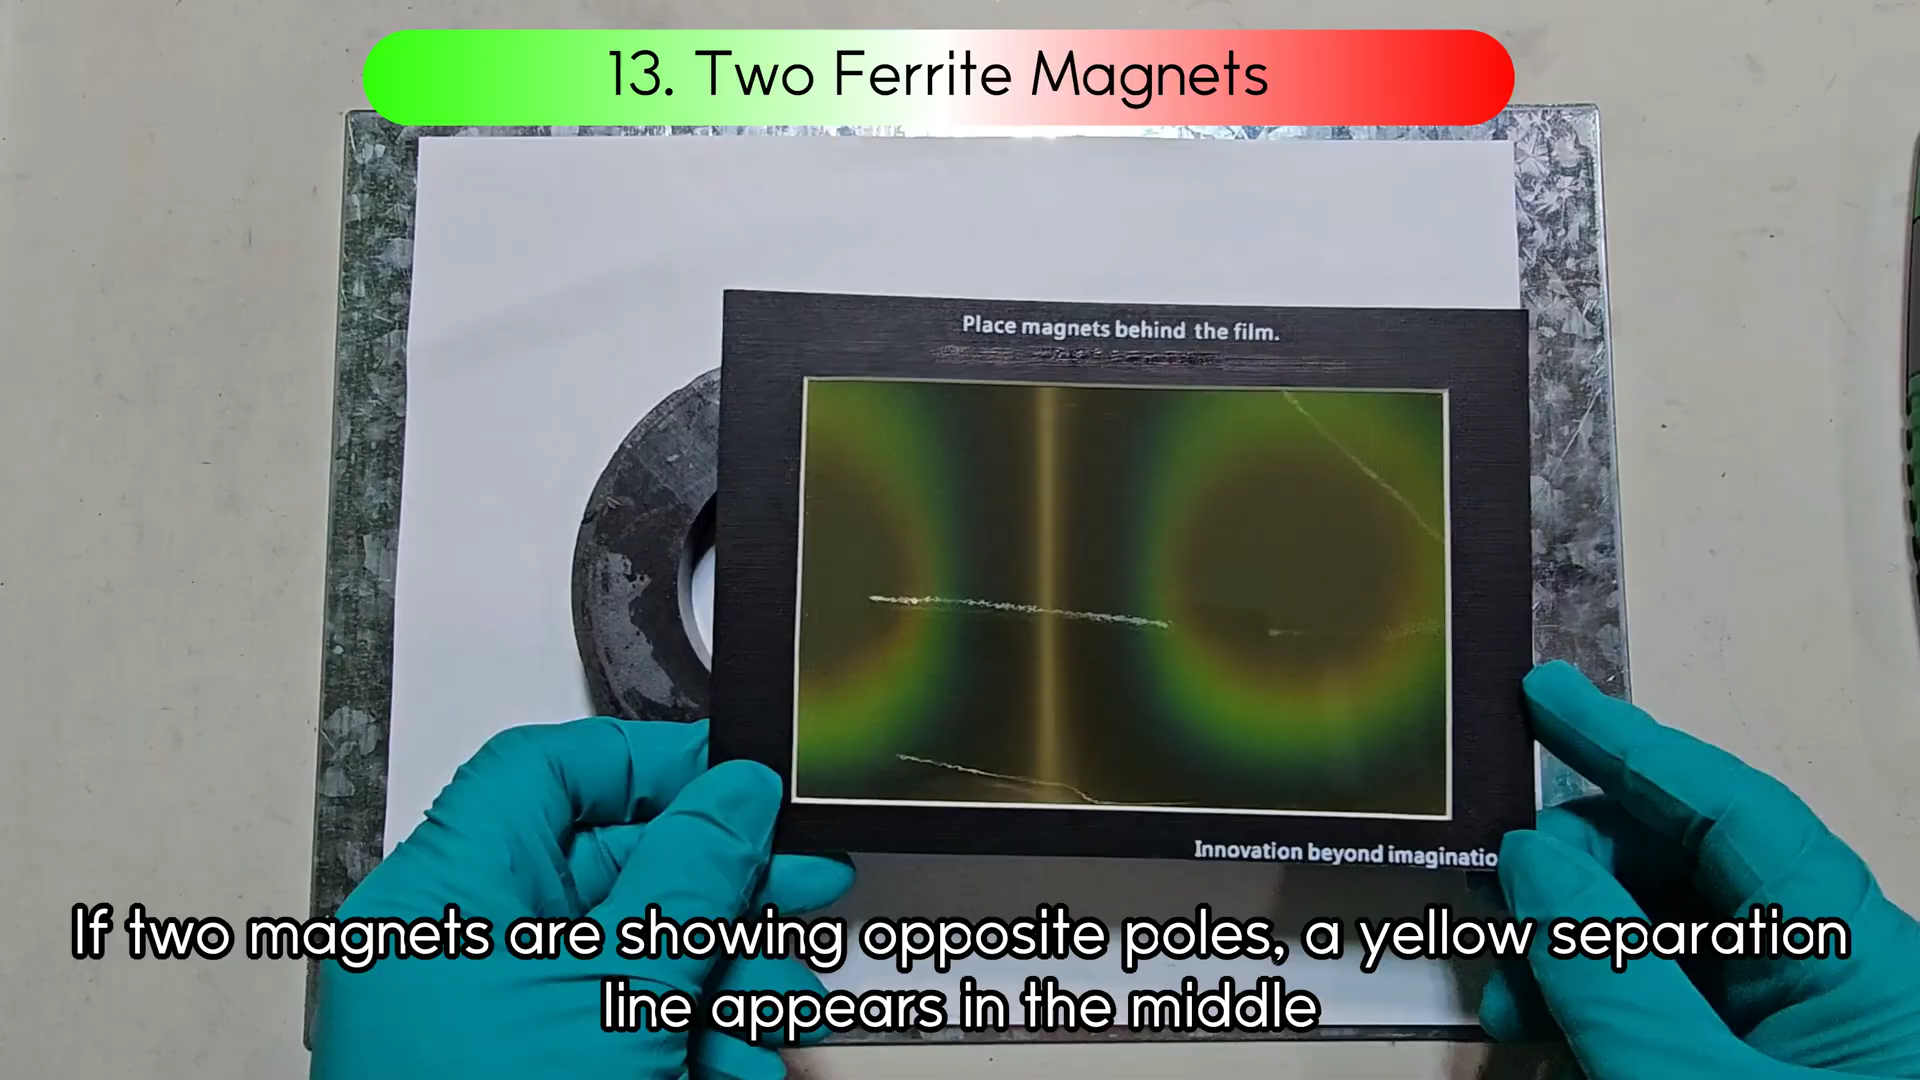 13. Two Ferrite Magnets
Place magnets behind the film.
Innovation beyond imaginatio
If two magnets are showing opposite poles, a yellow separation
line appears in the middle